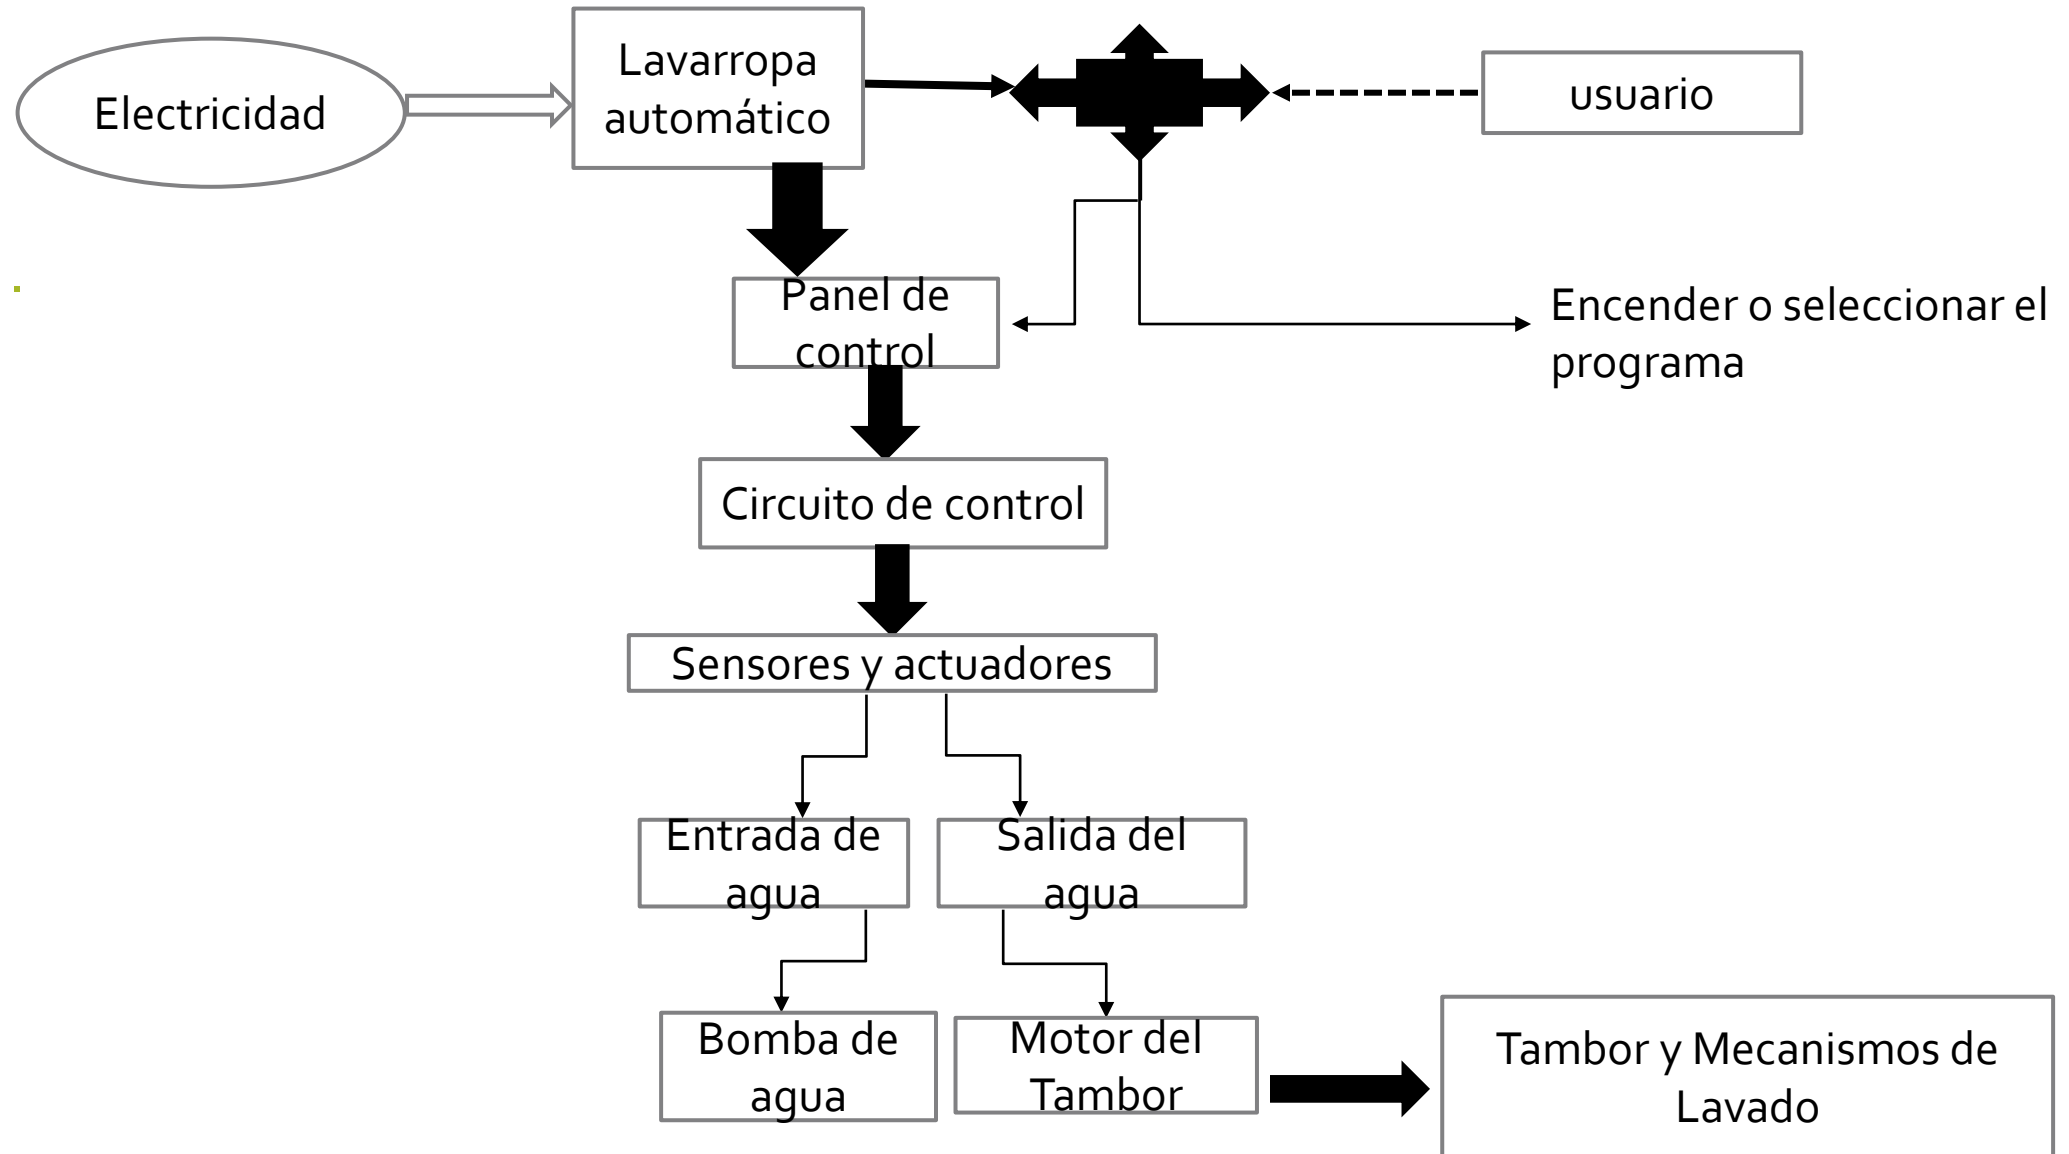 Electricidad
Lavarropa
automático
usuario
Panel de
control
Encender o seleccionar el
programa
Circuito de control
Sensores y actuadores
Entrada de
agua
Salida del
agua
Bomba de
agua
Motor del
Tambor
Tambor y Mecanismos de
Lavado